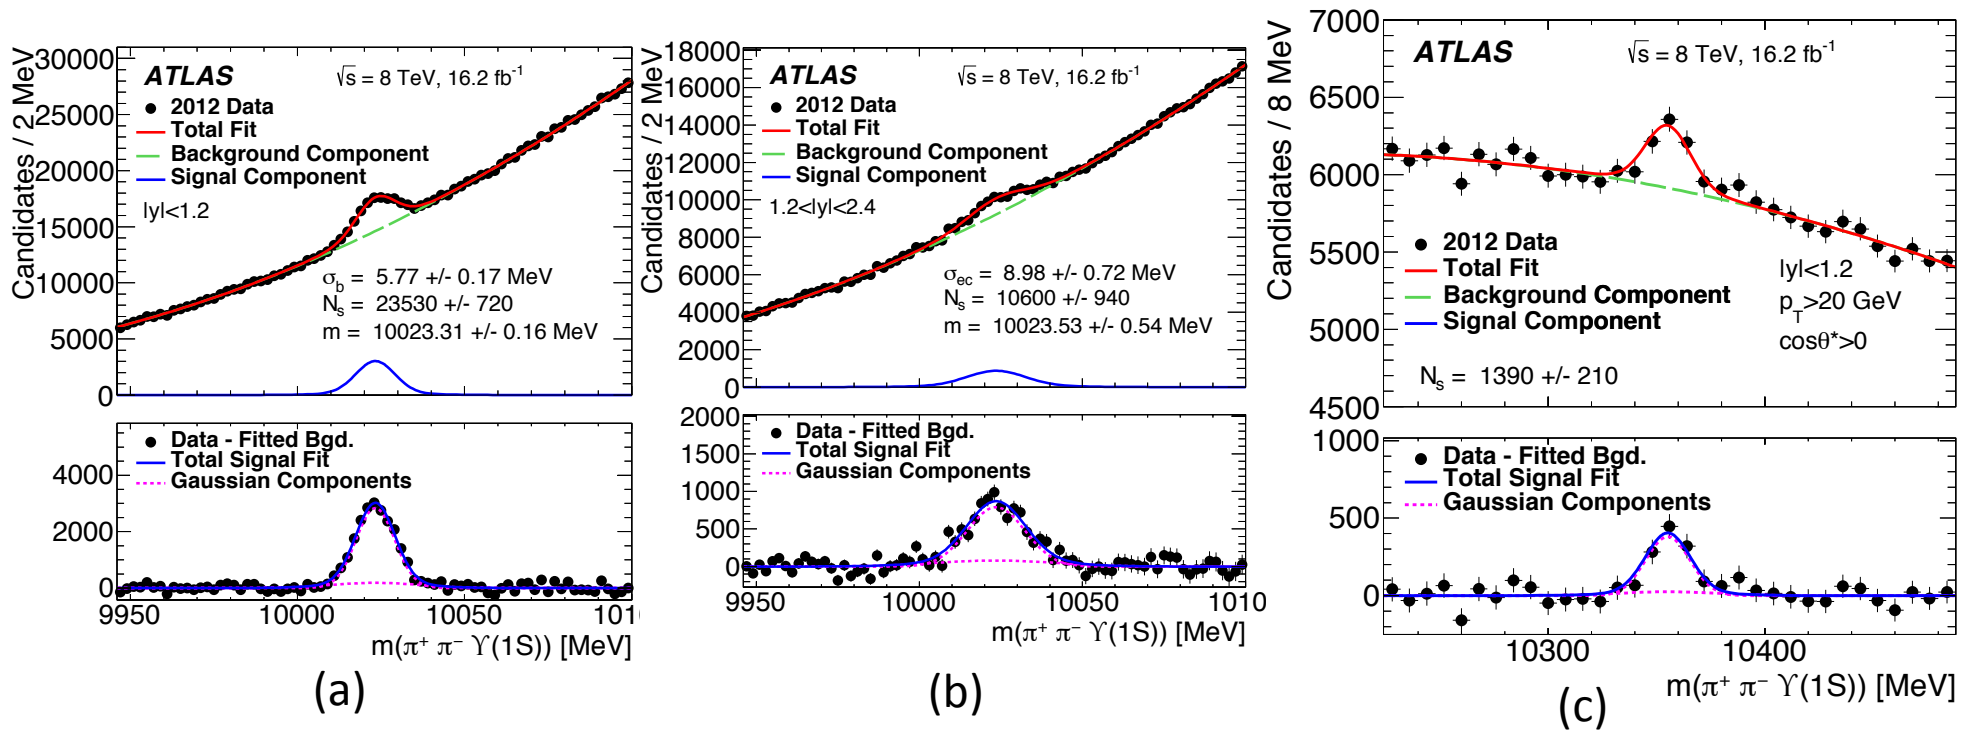 Candidates / 2 MeV
30000
25000
20000
15000
10000
5000
0
ATLAS
√s = 8 TeV, 16.2 fb-1
2012 Data
Total Fit
Background Component
Signal Component
|y|<1.2
σb = 5.77 +/- 0.17 MeV
Ns = 23530 +/- 720
m = 10023.31 +/- 0.16 MeV
4000
2000
0
Data - Fitted Bgd.
Total Signal Fit
Gaussian Components
9950
10000
10050
101
m(π+ π− ϒ(1S)) [MeV]
(a)
Candidates / 2 MeV
18000
16000
14000
12000
10000
8000
6000
4000
2000
0
ATLAS
√s = 8 TeV, 16.2 fb-1
2012 Data
Total Fit
Background Component
Signal Component
1.2<|y|<2.4
σec = 8.98 +/- 0.72 MeV
Ns = 10600 +/- 940
m = 10023.53 +/- 0.54 MeV
2000
1500
1000
500
0
Data - Fitted Bgd.
Total Signal Fit
Gaussian Components
9950
10000
10050
1010
m(π+ π− ϒ(1S)) [MeV]
(b)
Candidates / 8 MeV
7000
6500
6000
5500
5000
4500
ATLAS
√s = 8 TeV, 16.2 fb-1
2012 Data
Total Fit
Background Component
Signal Component
|y|<1.2
pT>20 GeV
cosθ*>0
Ns = 1390 +/- 210
1000
500
0
Data - Fitted Bgd.
Total Signal Fit
Gaussian Components
10300
10400
m(π+ π− ϒ(1S)) [MeV]
(c)